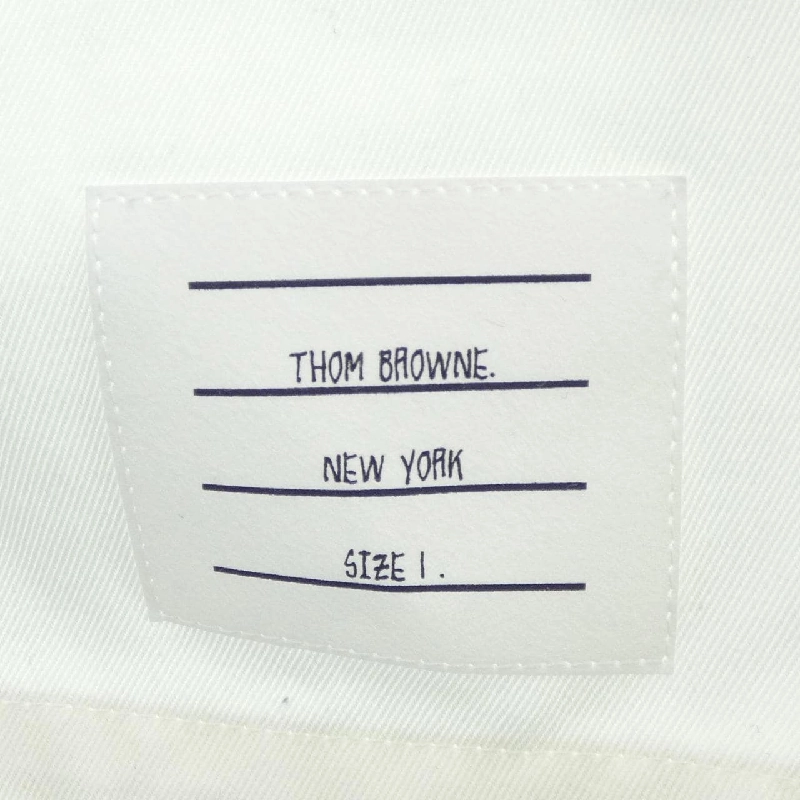 THOM BROWNE.
NEW YORK
SIZE 1.